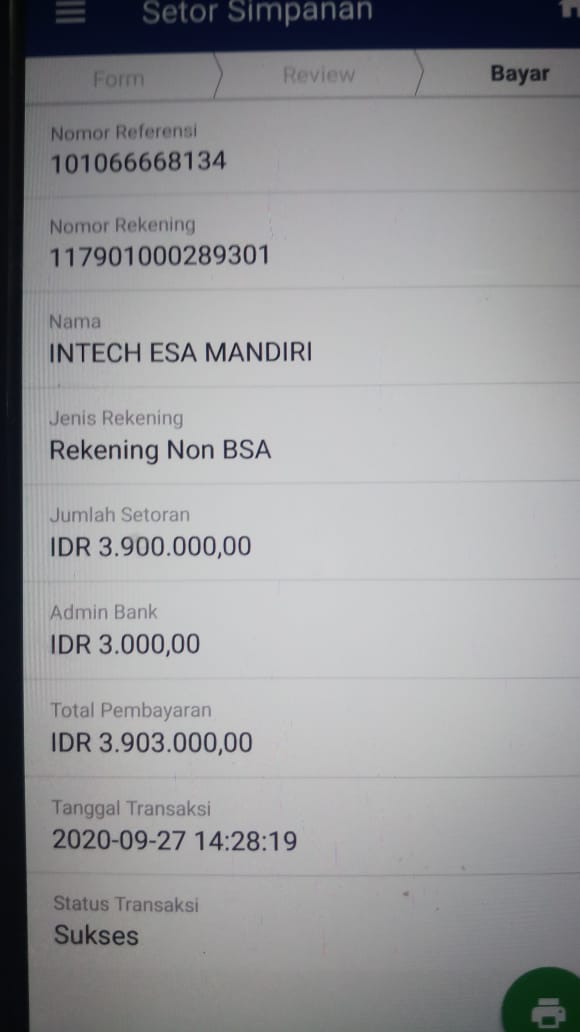 Setor Simpanan
Form
Review
Bayar
Nomor Referensi
101066668134
Nomor Rekening
117901000289301
Nama
INTECH ESA MANDIRI
Jenis Rekening
Rekening Non BSA
Jumlah Setoran
IDR 3.900.000,00
Admin Bank
IDR 3.000,00
Total Pembayaran
IDR 3.903.000,00
Tanggal Transaksi
2020-09-27 14:28:19
Status Transaksi
Sukses